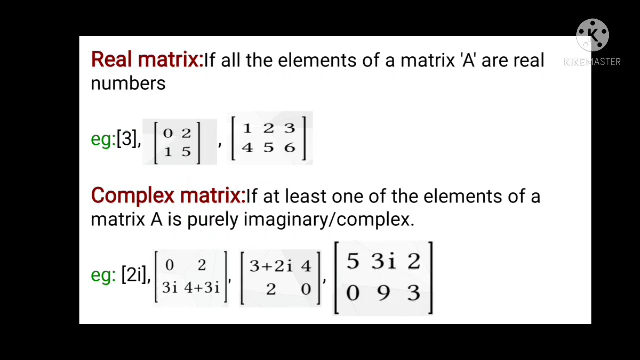 KINEMASTER
Real matrix:If all the elements of a matrix 'A' are real
numbers
eg:[3], [0 2
1 5] , [1 2 3
4 5 6]
Complex matrix:If at least one of the elements of a
matrix A is purely imaginary/complex.
eg: [2i], [0 2
3i 4+3i], [3+2i 4
2 0], [5 3i 2
0 9 3]